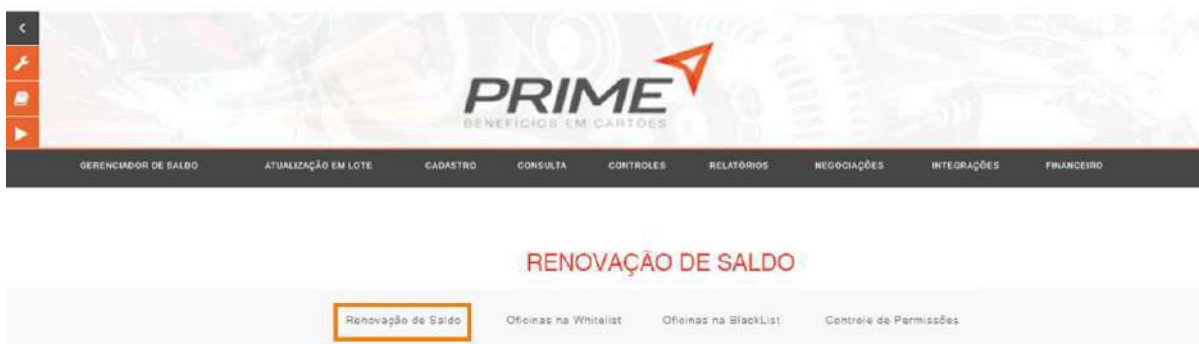 PRIME
BENEFÍCIOS EM CARTÕES
GERENCIADOR DE SALDO ATUALIZAÇÃO EM LOTE CADASTRO CONSULTA CONTROLES RELATÓRIOS NEGOCIAÇÕES INTEGRAÇÕES FINANCEIRO
RENOVAÇÃO DE SALDO
Renovação de Saldo Oficinas na Whitelist Oficinas na BlackList Controle de Permissões